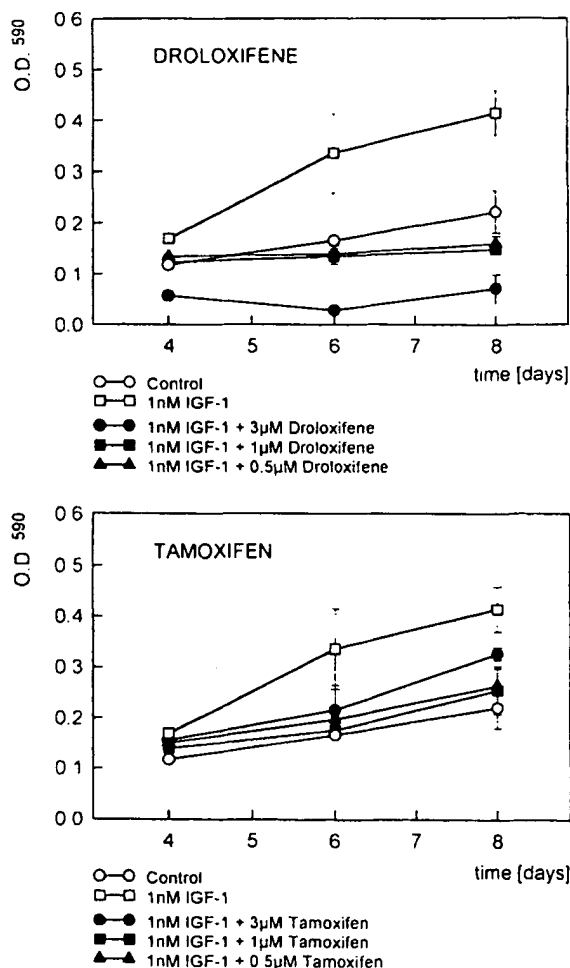 O.D. 590
DROLOXIFENE
0 6
0 5
0 4
0 3
0 2
0.1
0.0
4 5 6 7 8
time [days]
Control
1nM IGF-1
1nM IGF-1 + 3µM Droloxifene
1nM IGF-1 + 1µM Droloxifene
1nM IGF-1 + 0.5µM Droloxifene
O.D 590
TAMOXIFEN
0 6
0 5
0.4
0.3
0 2
0 1
0 0
4 5 6 7 8
time [days]
Control
1nM IGF-1
1nM IGF-1 + 3µM Tamoxifen
1nM IGF-1 + 1µM Tamoxifen
1nM IGF-1 + 0 5µM Tamoxifen